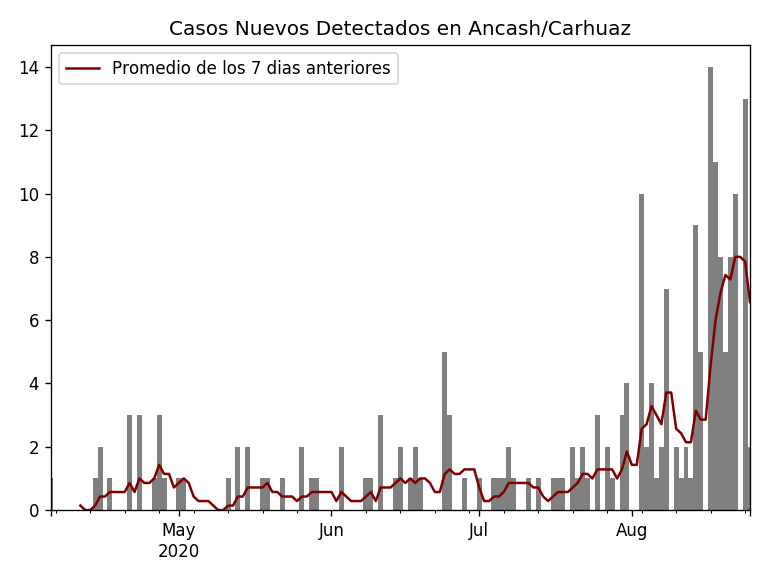 Casos Nuevos Detectados en Ancash/Carhuaz
Promedio de los 7 dias anteriores
14
12
10
8
6
4
2
0
May
2020
Jun
Jul
Aug